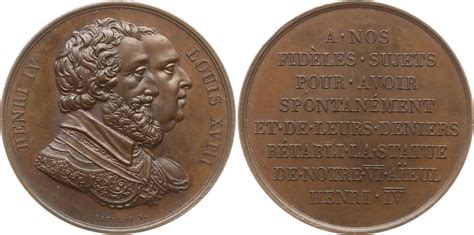 HENRI IV
LOUIS XVIII
A·NOS
FIDÈLES·SUJETS
POUR·AVOIR
SPONTANÉMENT
ET·DE·LEURS·DENIERS
RÉTABLI·LA·STATUE
DE·NOTRE·VI·AÏEUL
HENRI·IV